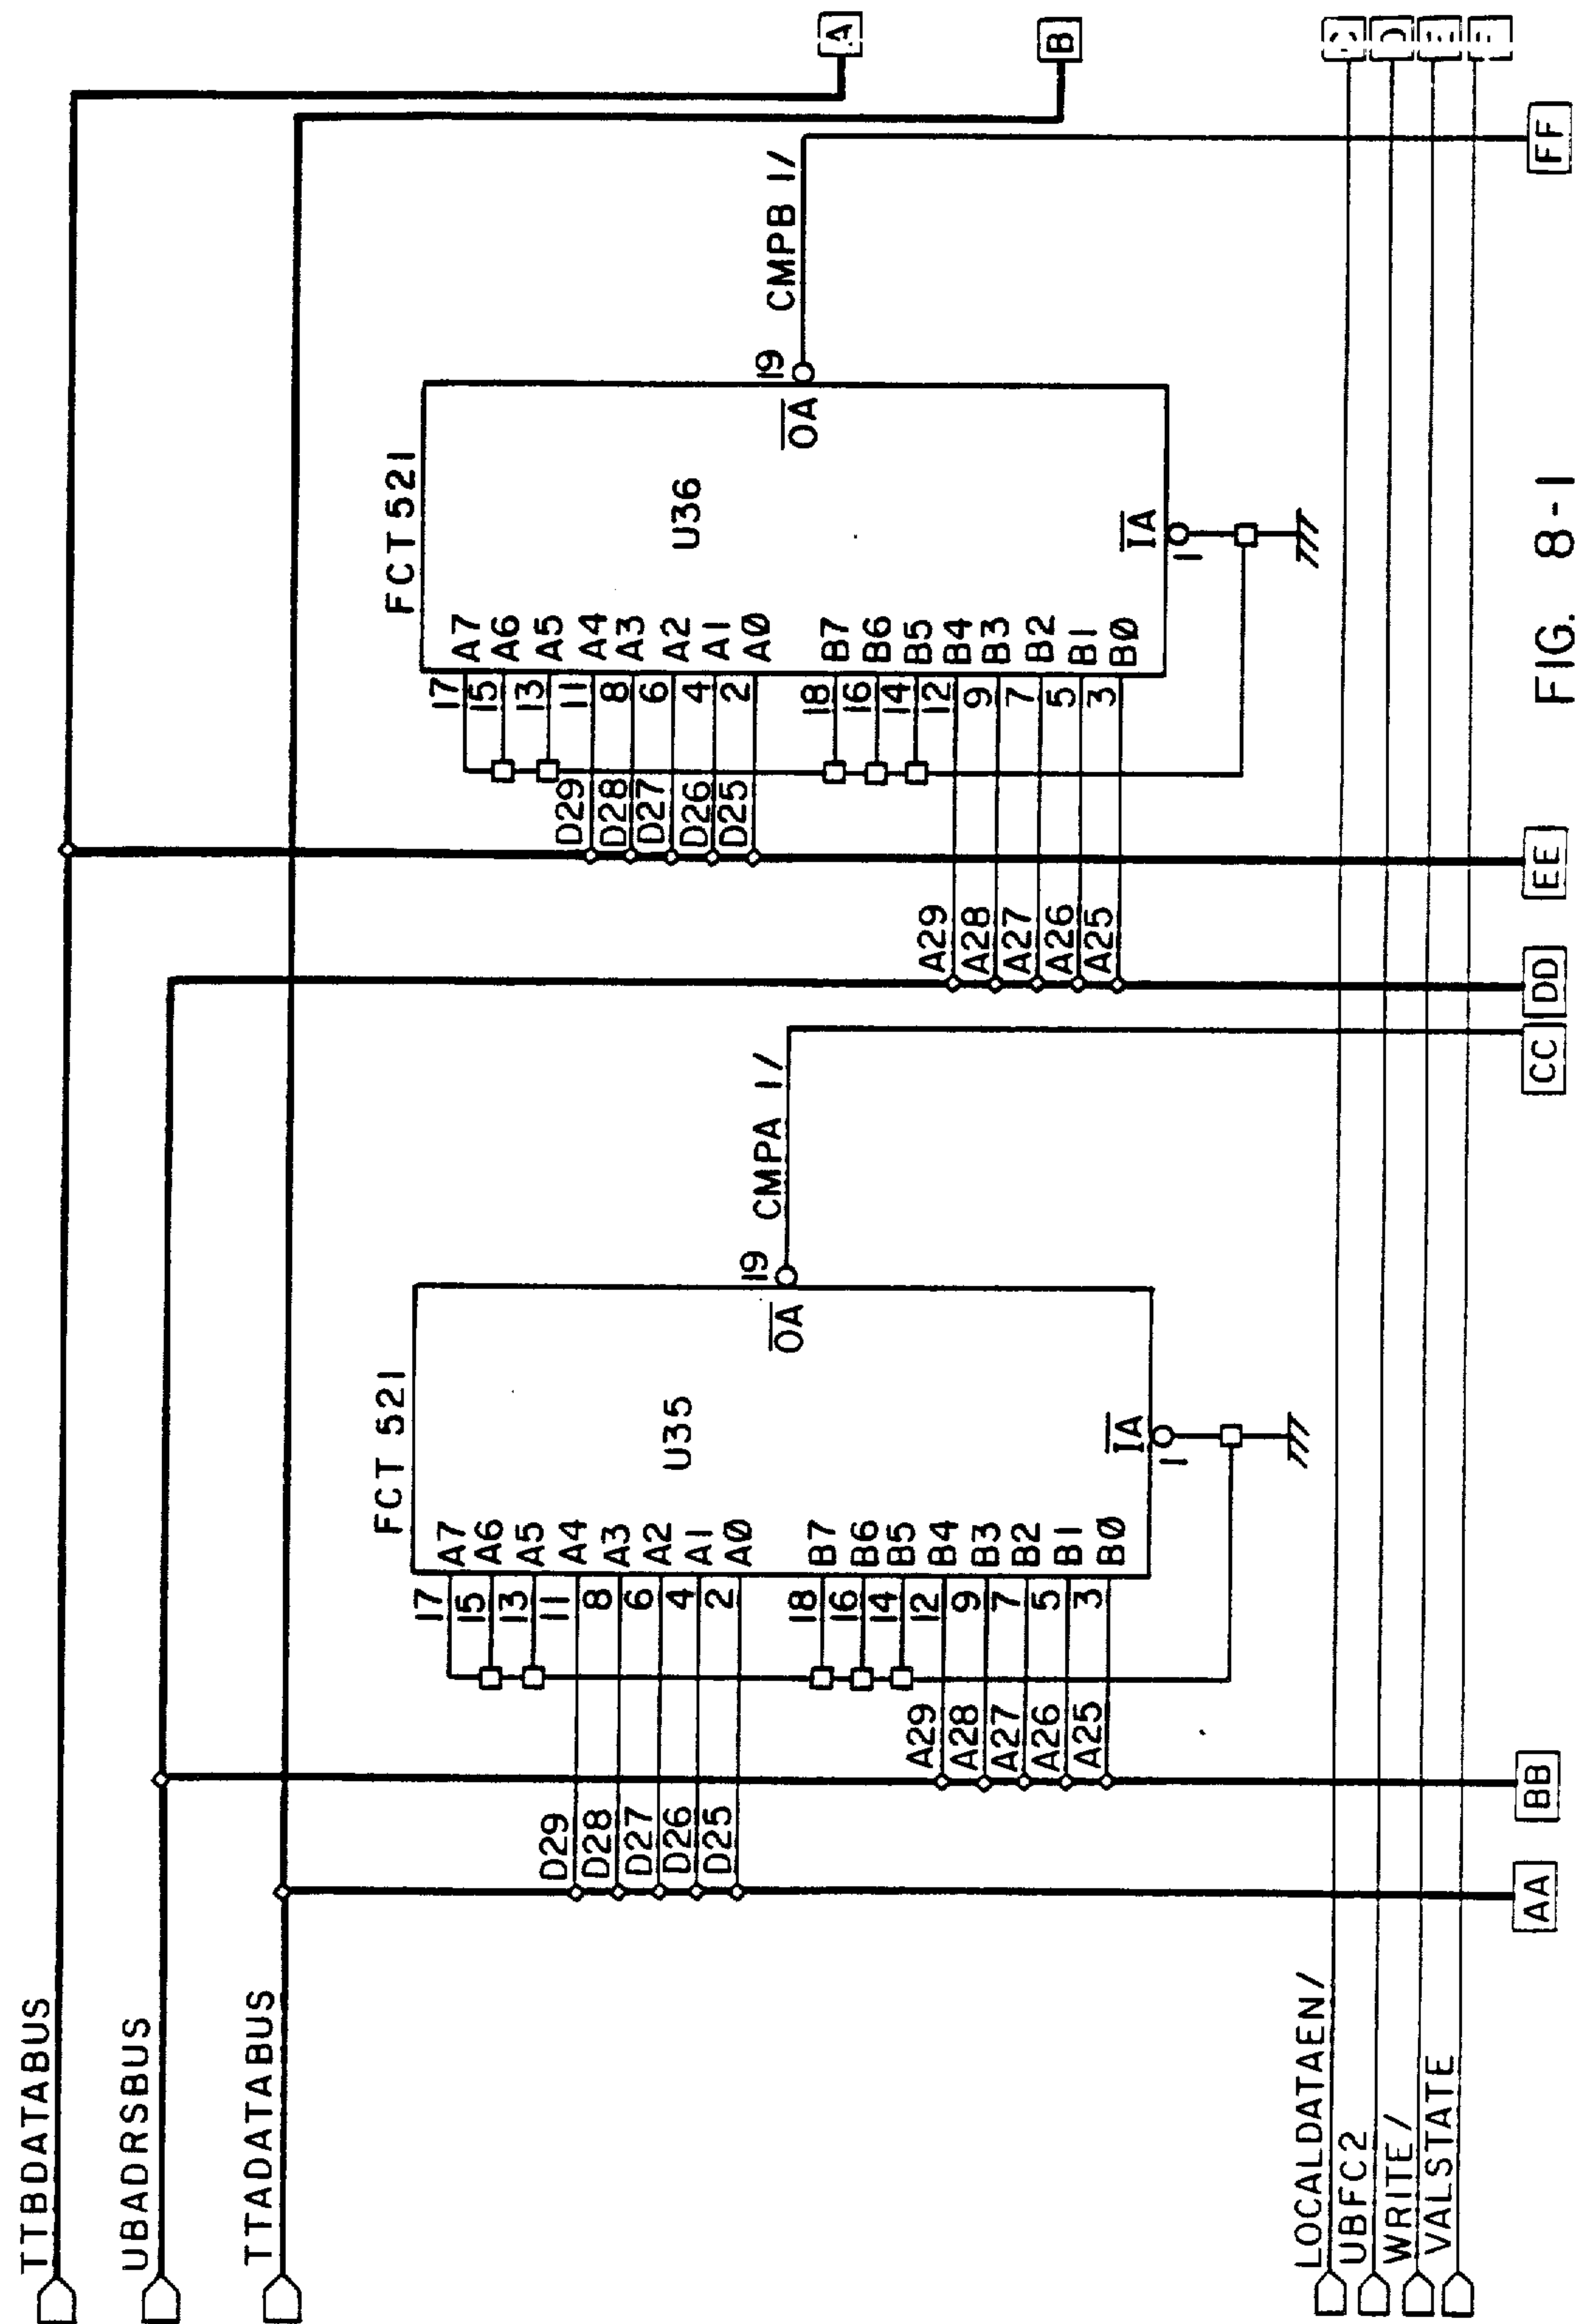 TTBDATABUS
UBADRSBUS
TTADATABUS
A
B
FCT 521
U35
17 A7
15 A6
13 A5
D29 11 A4
D28 8 A3
D27 6 A2
D26 4 A1
D25 2 AØ
18 B7
16 B6
14 B5
A29 12 B4
A28 9 B3
A27 7 B2
A26 5 B1
A25 3 BØ
OA 19 CMPA 1/
IA
1
FCT521
U36
17 A7
15 A6
13 A5
D29 11 A4
D28 8 A3
D27 6 A2
D26 4 A1
D25 2 AØ
18 B7
16 B6
14 B5
A29 12 B4
A28 9 B3
A27 7 B2
A26 5 B1
A25 3 BØ
OA 19 CMPB 1/
IA
1
LOCALDATAEN/
UBFC2
WRITE/
VALSTATE
AA
BB
CC
DD
EE
FF
FIG. 8-1